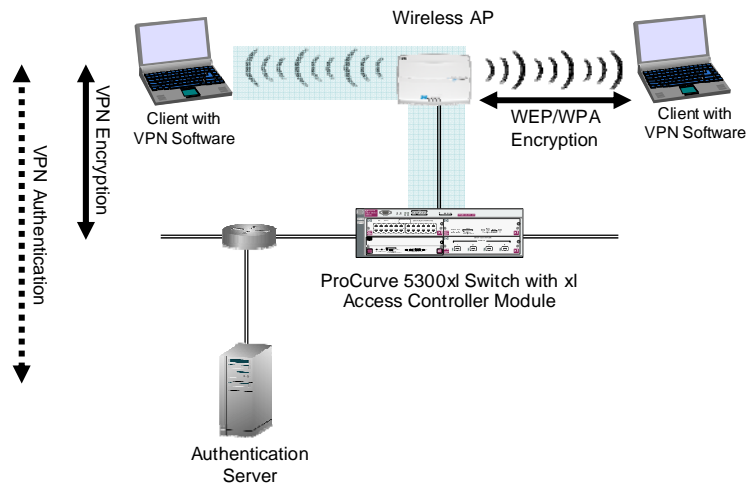 Wireless AP
Client with
VPN Software
WEP/WPA
Encryption
Client with
VPN Software
VPN Encryption
VPN Authentication
ProCurve 5300xl Switch with xl
Access Controller Module
Authentication
Server